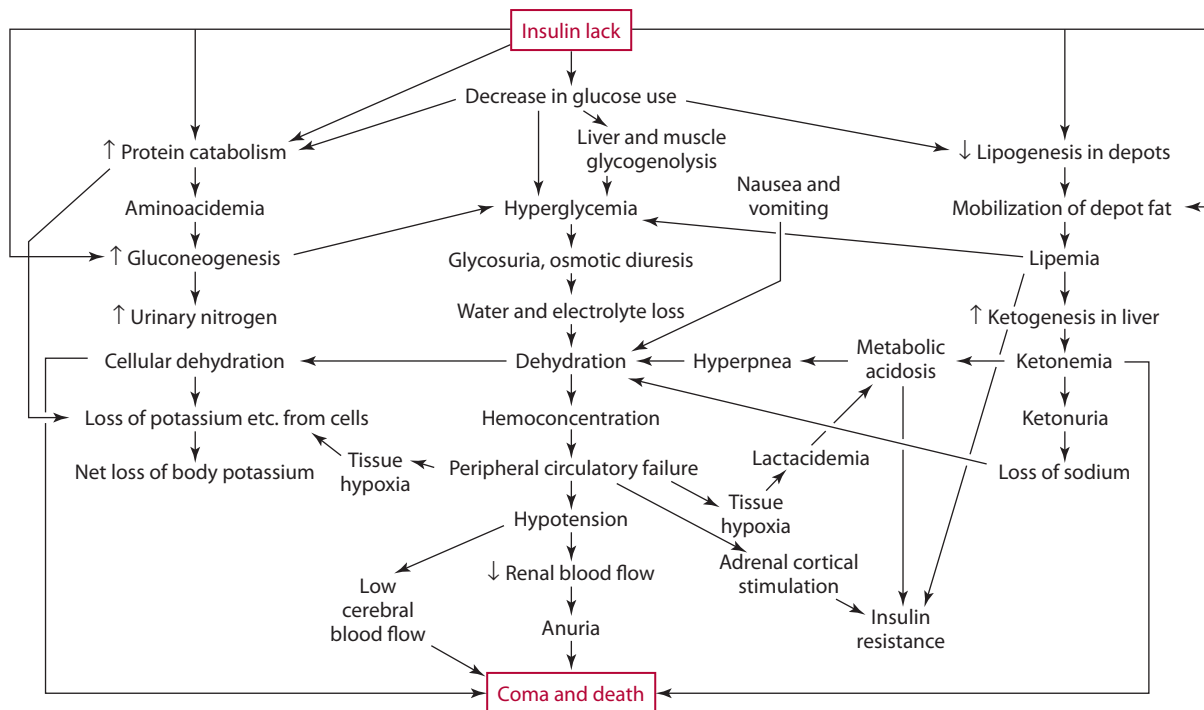 Insulin lack
Decrease in glucose use
Liver and muscle
glycogenolysis
↑ Protein catabolism
↓ Lipogenesis in depots
Nausea and
vomiting
Aminoacidemia
Hyperglycemia
Mobilization of depot fat
↑ Gluconeogenesis
Glycosuria, osmotic diuresis
Lipemia
↑ Urinary nitrogen
Water and electrolyte loss
↑ Ketogenesis in liver
Cellular dehydration
Dehydration
Hyperpnea
Metabolic
acidosis
Ketonemia
Loss of potassium etc. from cells
Hemoconcentration
Ketonuria
Net loss of body potassium
Tissue
hypoxia
Peripheral circulatory failure
Lactacidemia
Loss of sodium
Tissue
hypoxia
Hypotension
Adrenal cortical
stimulation
↓ Renal blood flow
Low
cerebral
blood flow
Insulin
resistance
Anuria
Coma and death